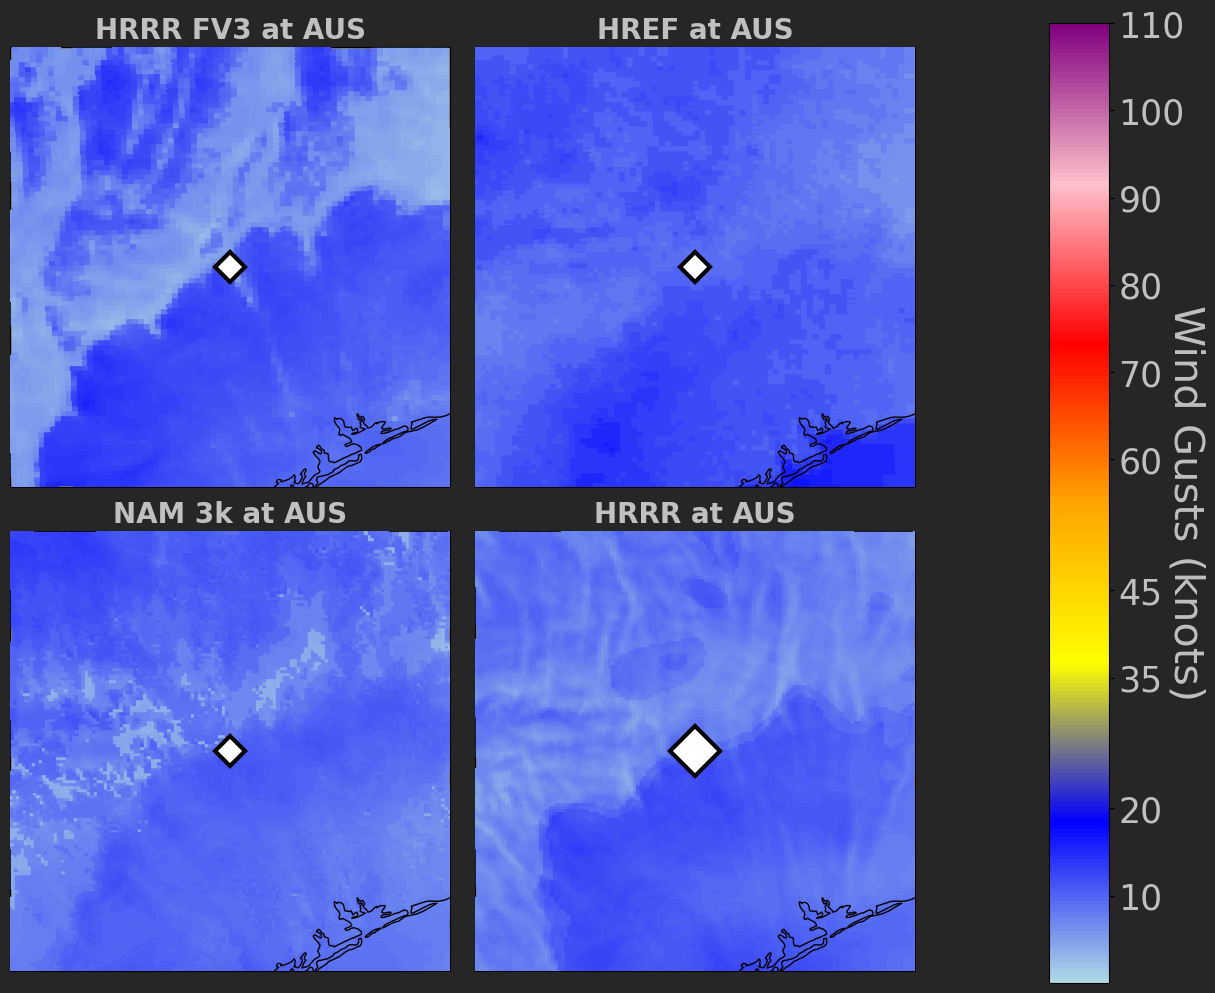 HRRR FV3 at AUS
HREF at AUS
NAM 3k at AUS
HRRR at AUS
110
100
90
80
70
60
45
35
20
10
Wind Gusts (knots)